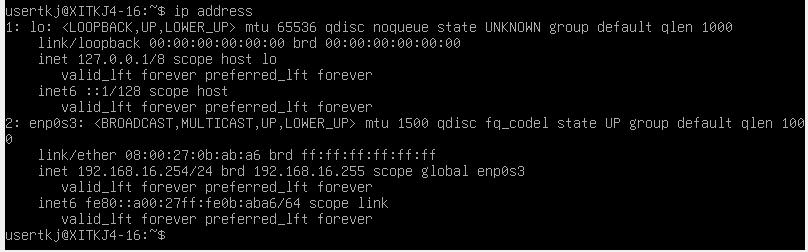 usertkj@XITKJ4-16:~$ ip address
1: lo: <LOOPBACK,UP,LOWER_UP> mtu 65536 qdisc noqueue state UNKNOWN group default qlen 1000
    link/loopback 00:00:00:00:00:00 brd 00:00:00:00:00:00
    inet 127.0.0.1/8 scope host lo
       valid_lft forever preferred_lft forever
    inet6 ::1/128 scope host
       valid_lft forever preferred_lft forever
2: enp0s3: <BROADCAST,MULTICAST,UP,LOWER_UP> mtu 1500 qdisc fq_codel state UP group default qlen 100
0
    link/ether 08:00:27:0b:ab:a6 brd ff:ff:ff:ff:ff:ff
    inet 192.168.16.254/24 brd 192.168.16.255 scope global enp0s3
       valid_lft forever preferred_lft forever
    inet6 fe80::a00:27ff:fe0b:aba6/64 scope link
       valid_lft forever preferred_lft forever
usertkj@XITKJ4-16:~$